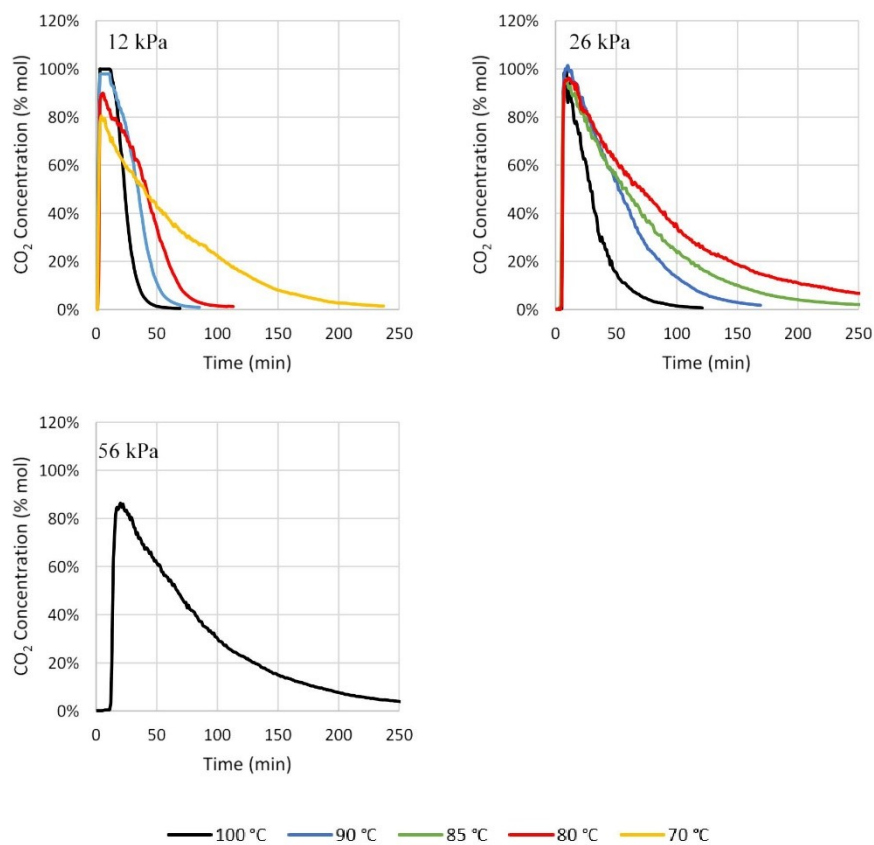 120%
12 kPa
100%
80%
60%
40%
20%
0%
0 50 100 150 200 250
CO₂ Concentration (% mol)
Time (min)
120%
26 kPa
100%
80%
60%
40%
20%
0%
0 50 100 150 200 250
CO₂ Concentration (% mol)
Time (min)
120%
56 kPa
100%
80%
60%
40%
20%
0%
0 50 100 150 200 250
CO₂ Concentration (% mol)
Time (min)
100 ℃ 90 ℃ 85 ℃ 80 ℃ 70 ℃